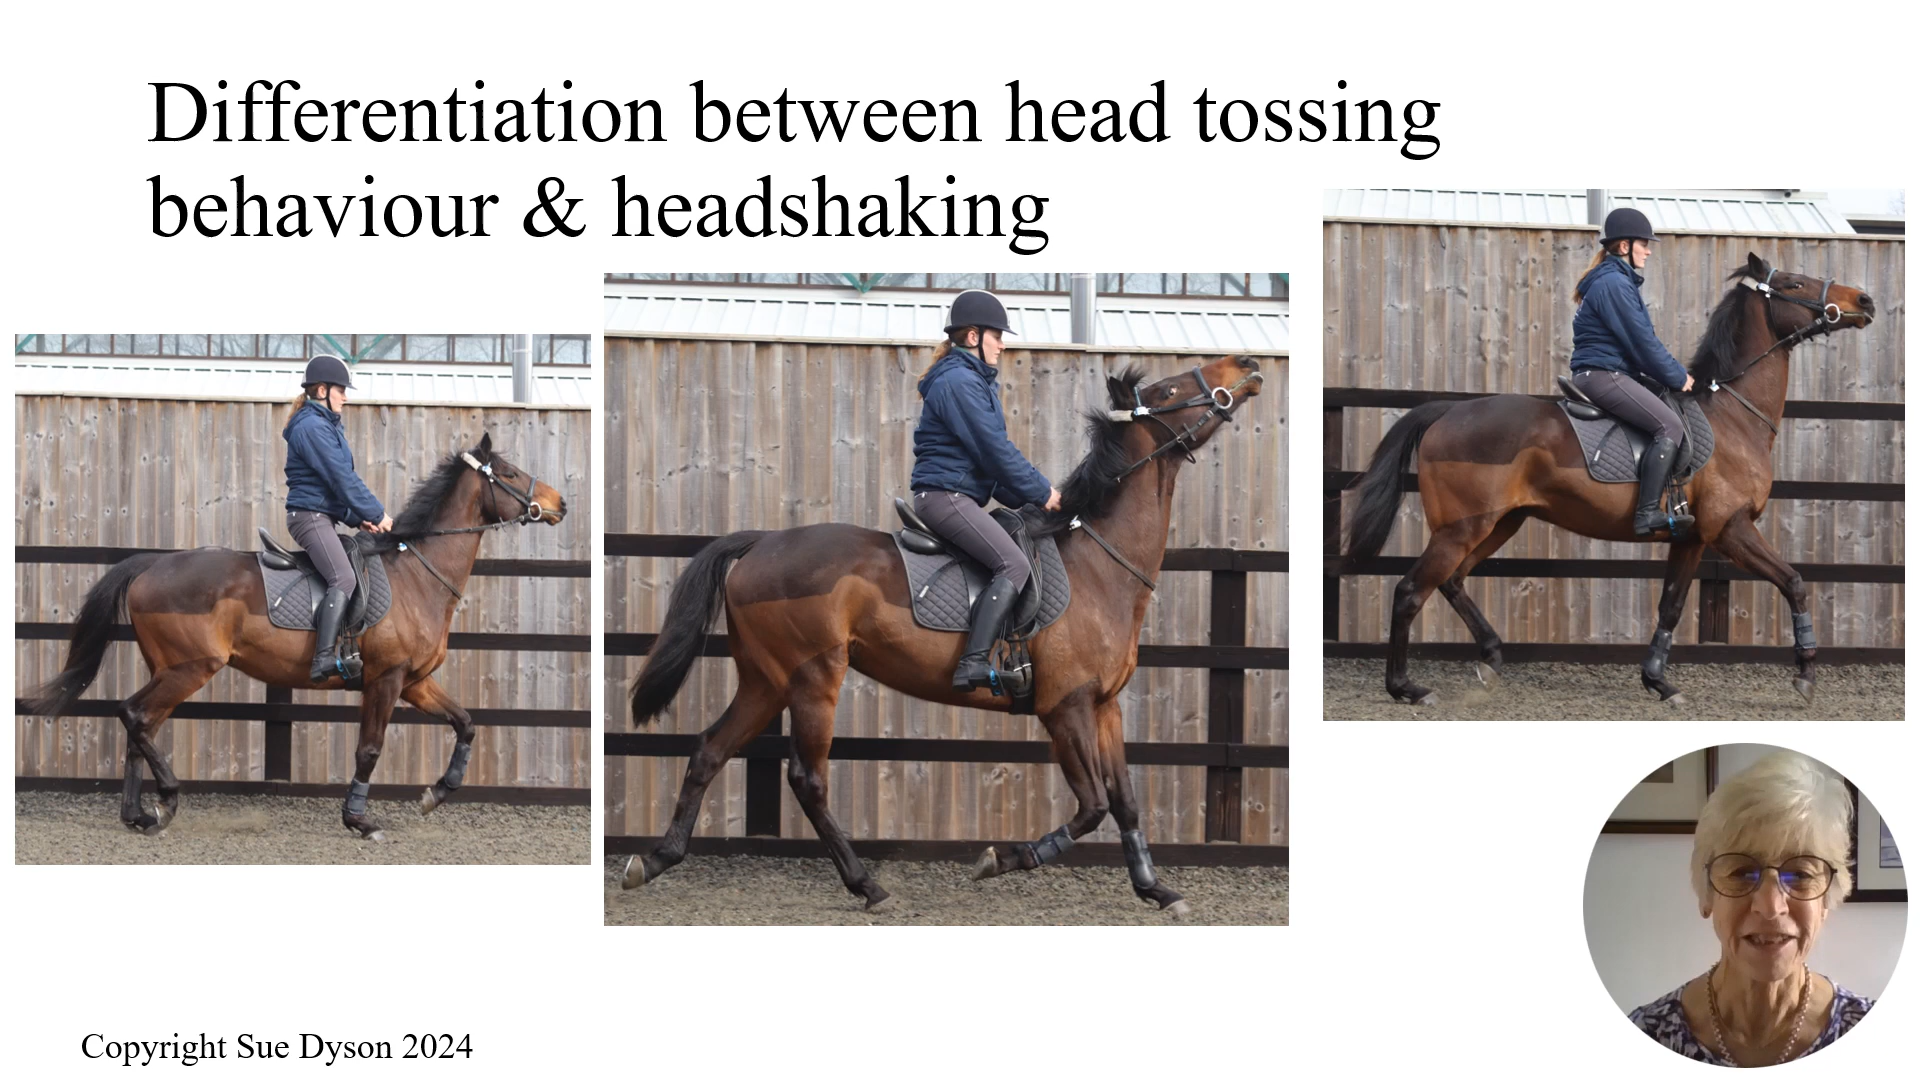 Differentiation between head tossing
behaviour & headshaking
Copyright Sue Dyson 2024